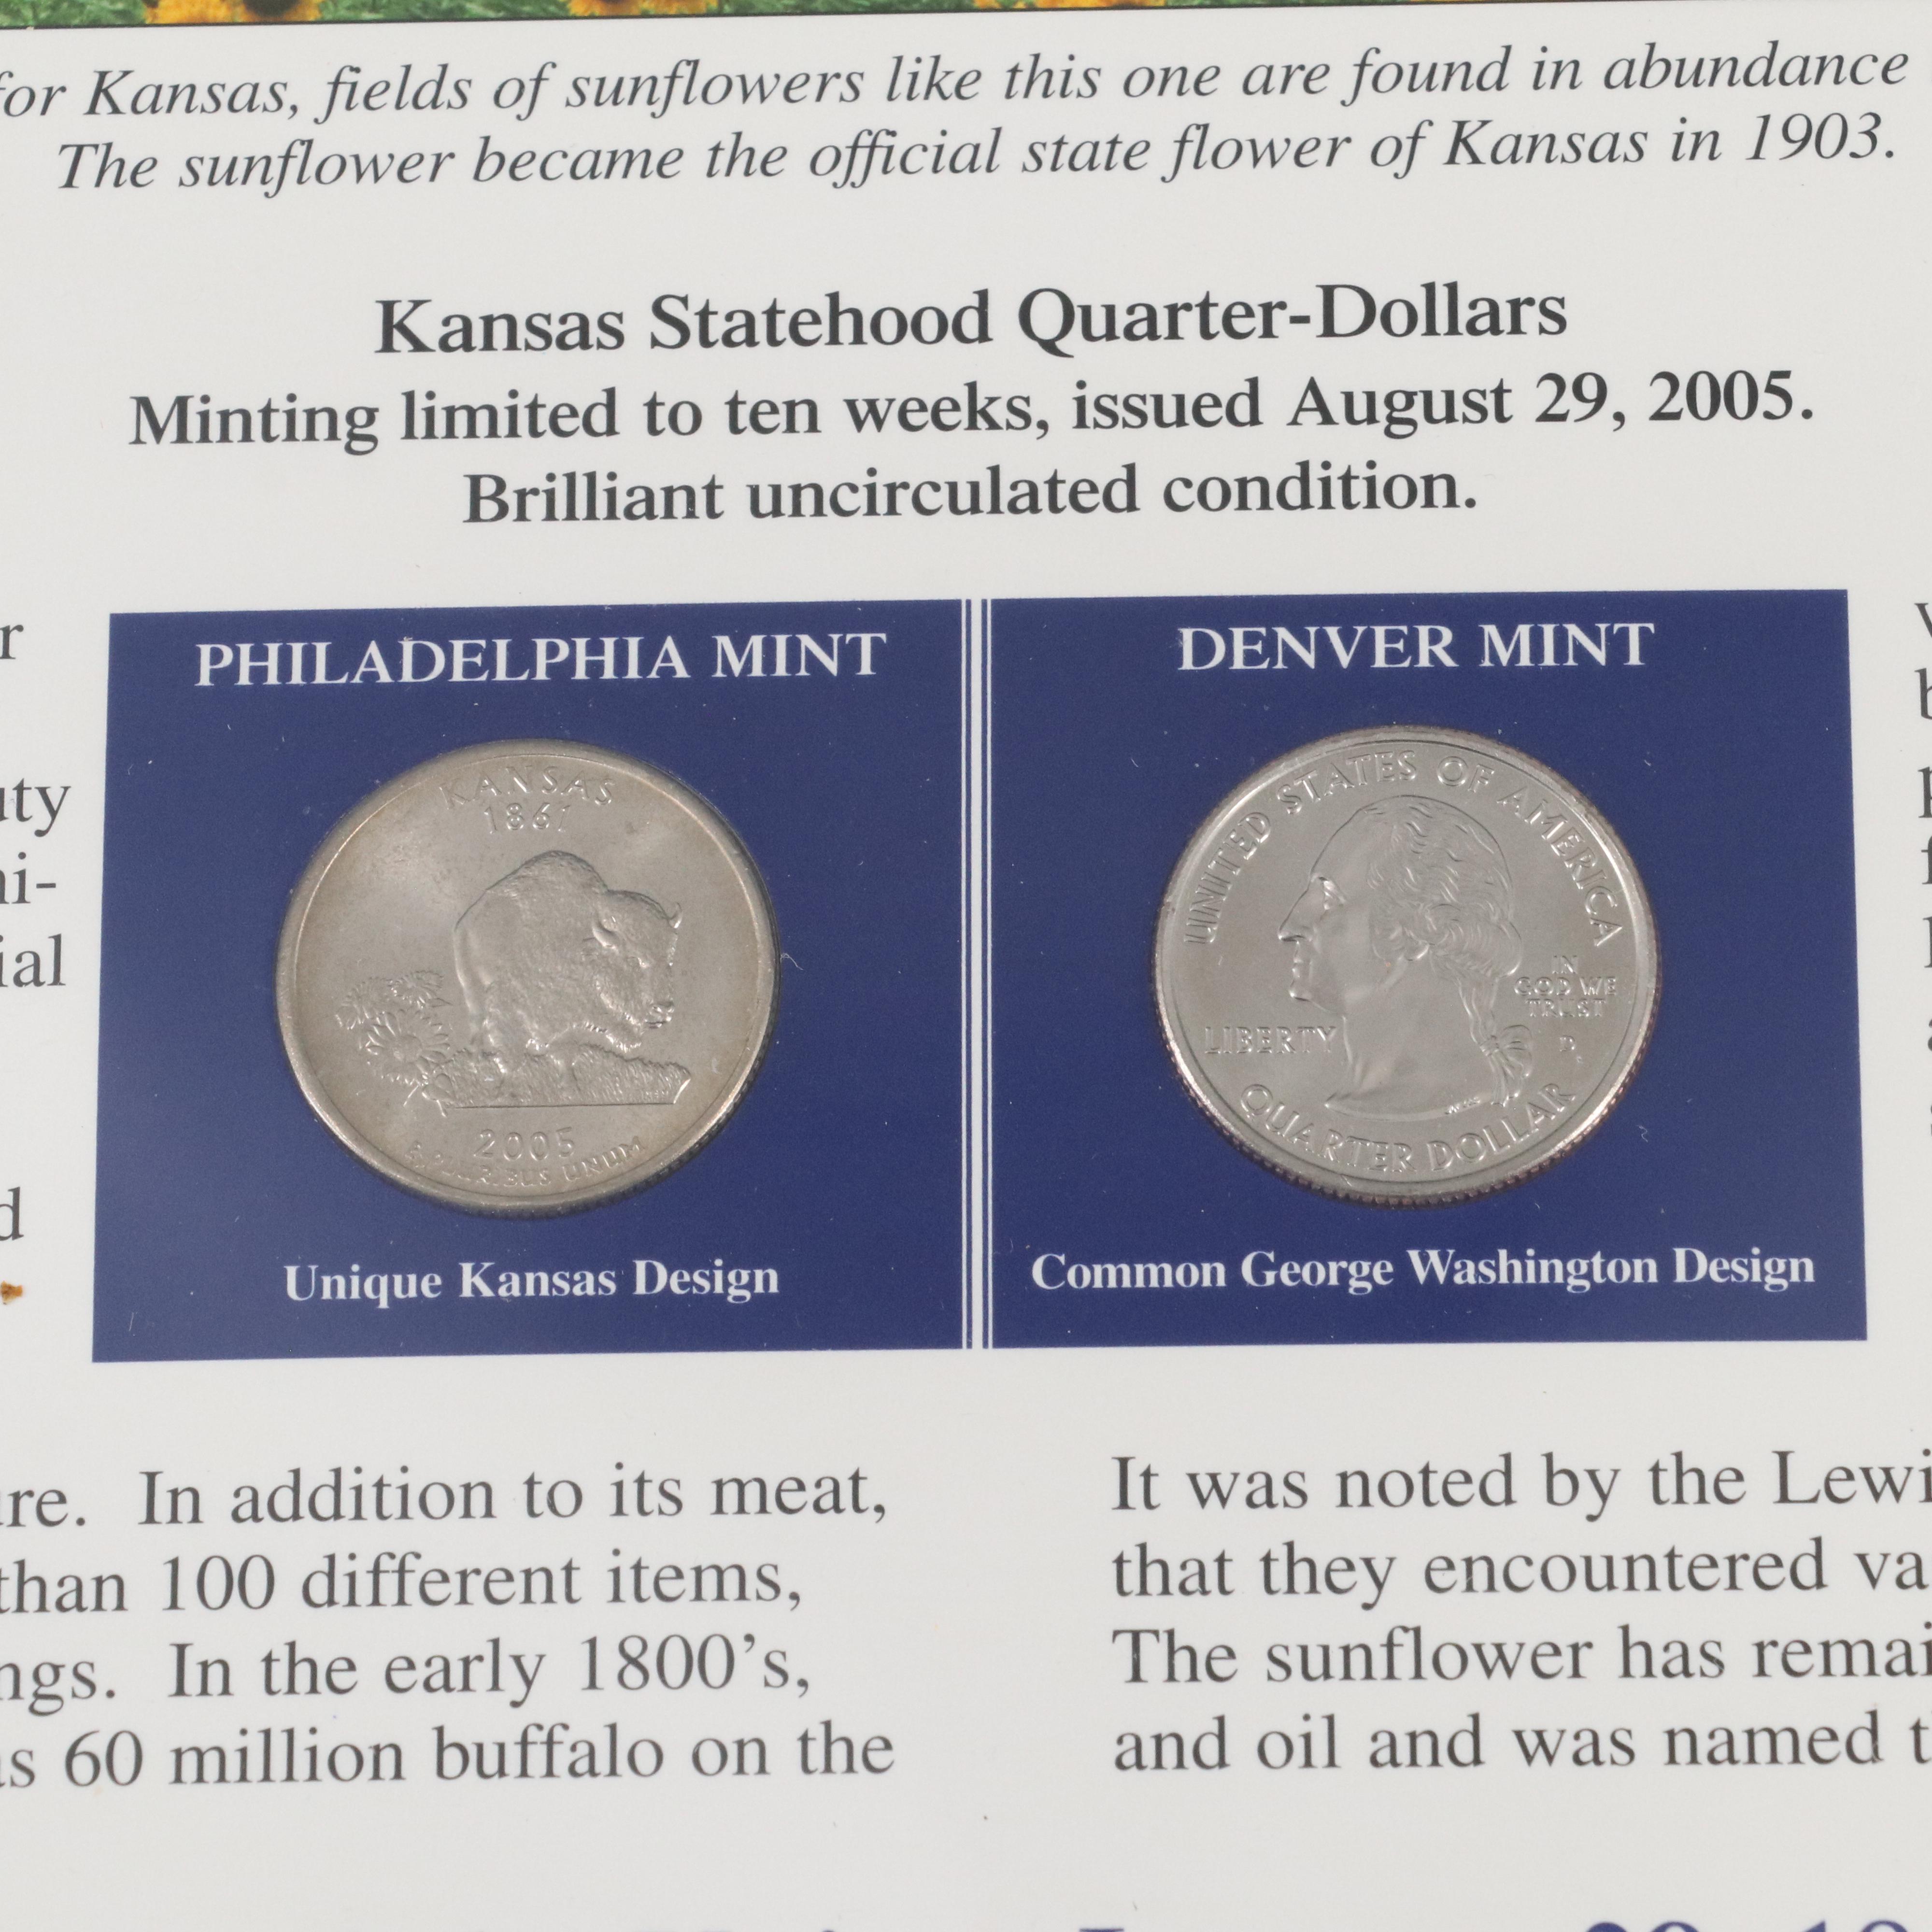 for Kansas, fields of sunflowers like this one are found in abundance
The sunflower became the official state flower of Kansas in 1903.
Kansas Statehood Quarter-Dollars
Minting limited to ten weeks, issued August 29, 2005.
Brilliant uncirculated condition.
PHILADELPHIA MINT
KANSAS
1861
2005
E PLURIBUS UNUM
Unique Kansas Design
DENVER MINT
UNITED STATES OF AMERICA
IN
GOD WE
TRUST
LIBERTY
D
QUARTER DOLLAR
Common George Washington Design
ure. In addition to its meat,
than 100 different items,
ngs. In the early 1800's,
as 60 million buffalo on the
It was noted by the Lewi
that they encountered va
The sunflower has remai
and oil and was named t